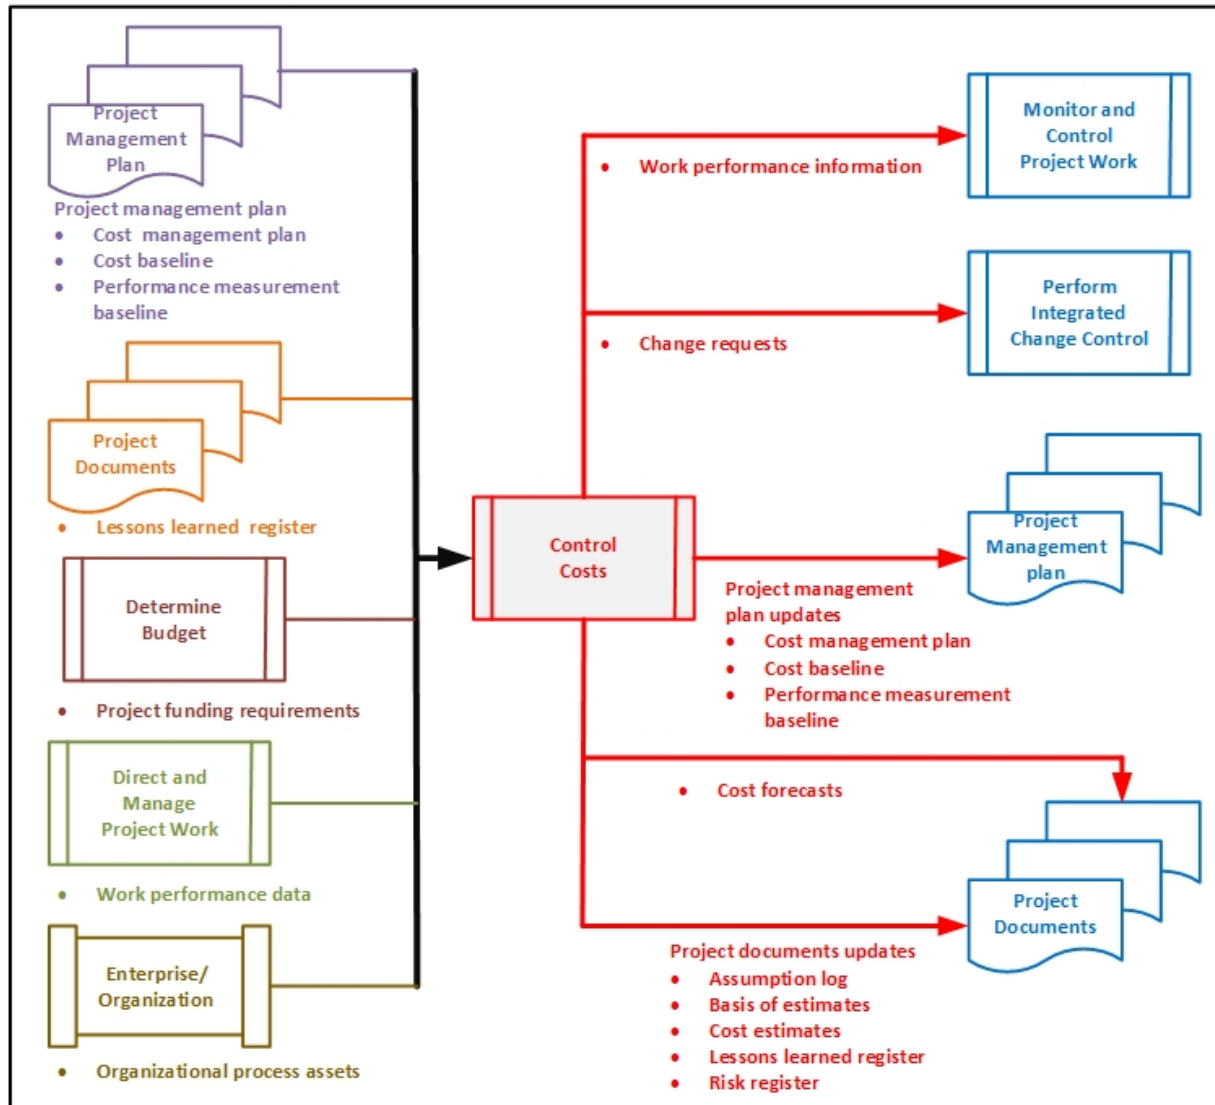 Project
Management
Plan
Project management plan
• Cost management plan
• Cost baseline
• Performance measurement
baseline
Project
Documents
• Lessons learned register
Determine
Budget
• Project funding requirements
Direct and
Manage
Project Work
• Work performance data
Enterprise/
Organization
• Organizational process assets
Control
Costs
• Work performance information
Monitor and
Control
Project Work
• Change requests
Perform
Integrated
Change Control
Project management
plan updates
• Cost management plan
• Cost baseline
• Performance measurement
baseline
Project
Management
plan
• Cost forecasts
Project
Documents
Project documents updates
• Assumption log
• Basis of estimates
• Cost estimates
• Lessons learned register
• Risk register